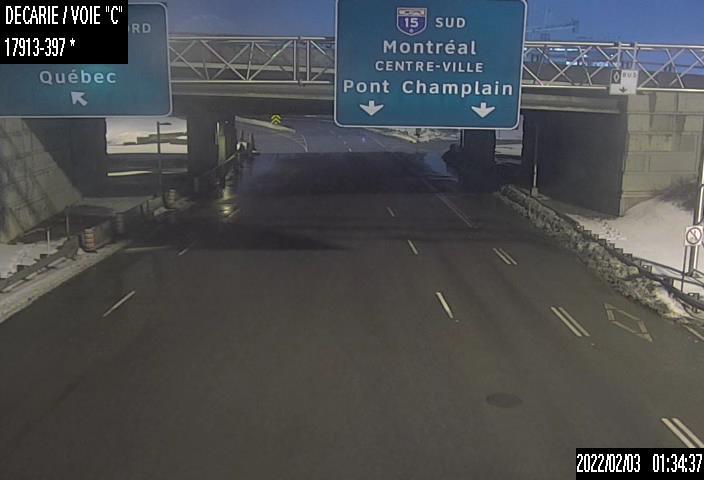 DECARIE / VOIE "C"
17913-397 *
Québec
15 SUD
Montréal
CENTRE-VILLE
Pont Champlain
BUS
2022/02/03 01:34:37